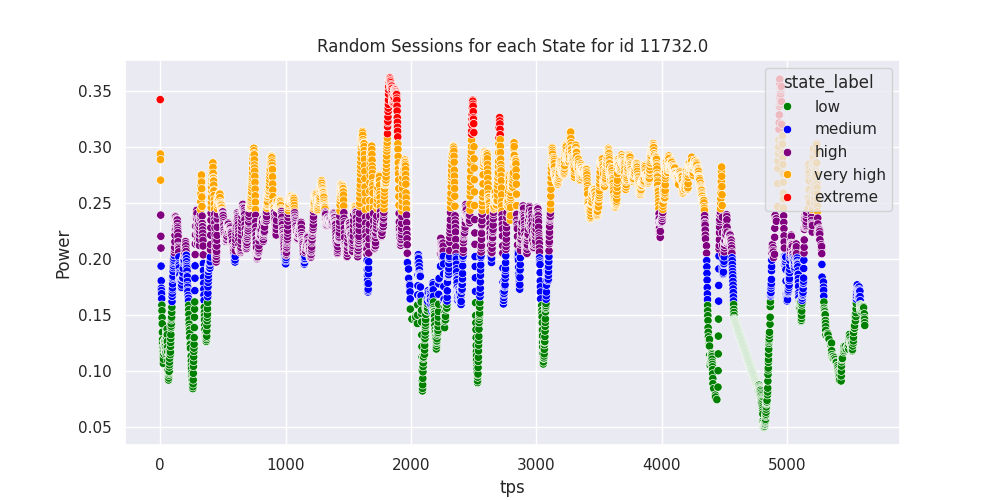 Random Sessions for each State for id 11732.0
Power
0.35
0.30
0.25
0.20
0.15
0.10
0.05
state_label
low
medium
high
very high
extreme
0
1000
2000
3000
4000
5000
tps